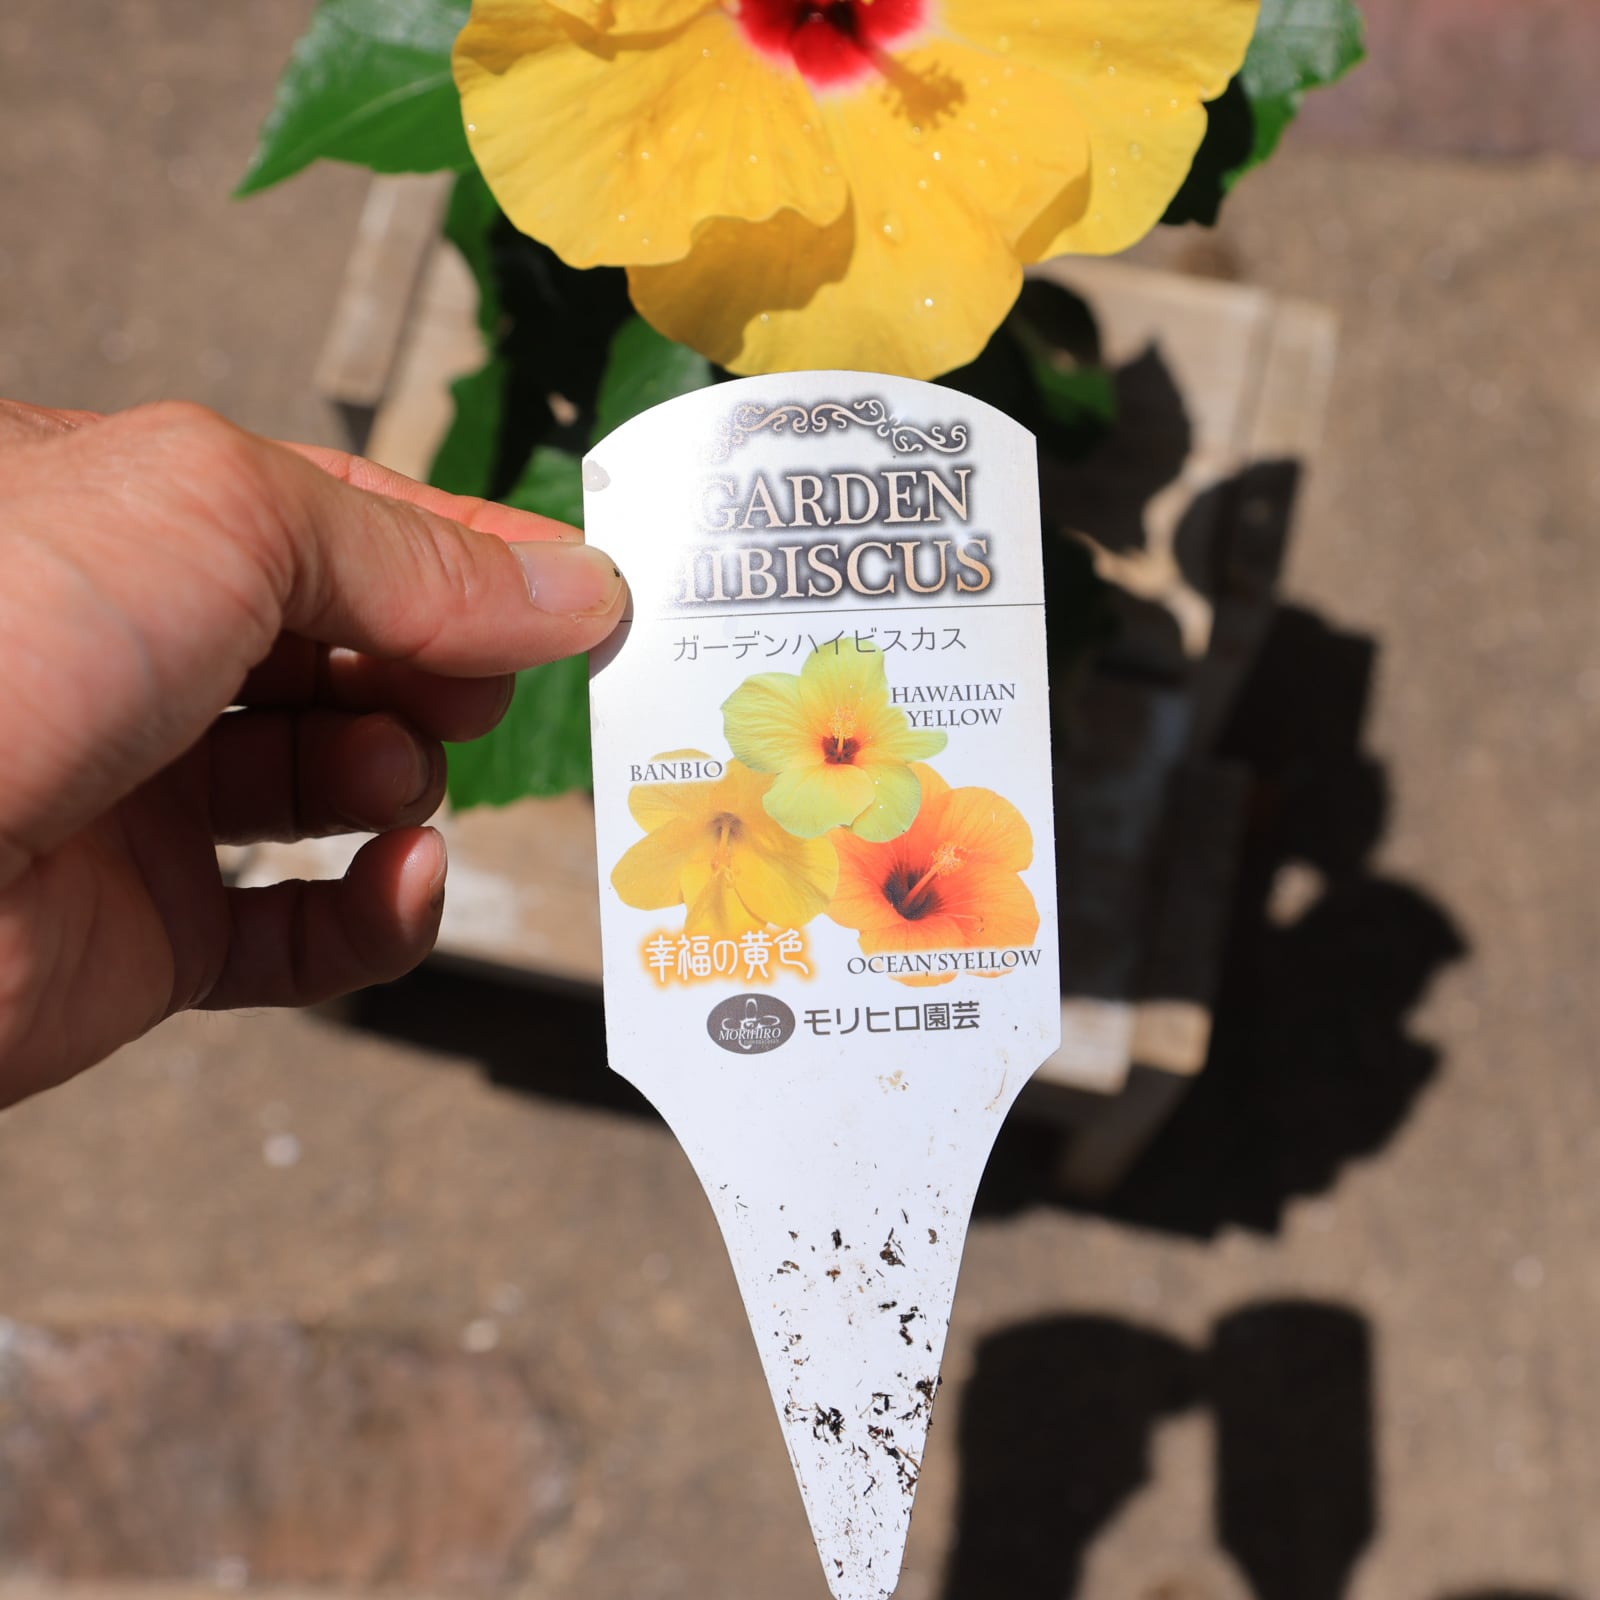 GARDEN
HIBISCUS
ガーデンハイビスカス
HAWAIIAN
YELLOW
BANBIO
幸福の黄色
OCEAN'SYELLOW
MORIHIRO
モリヒロ園芸